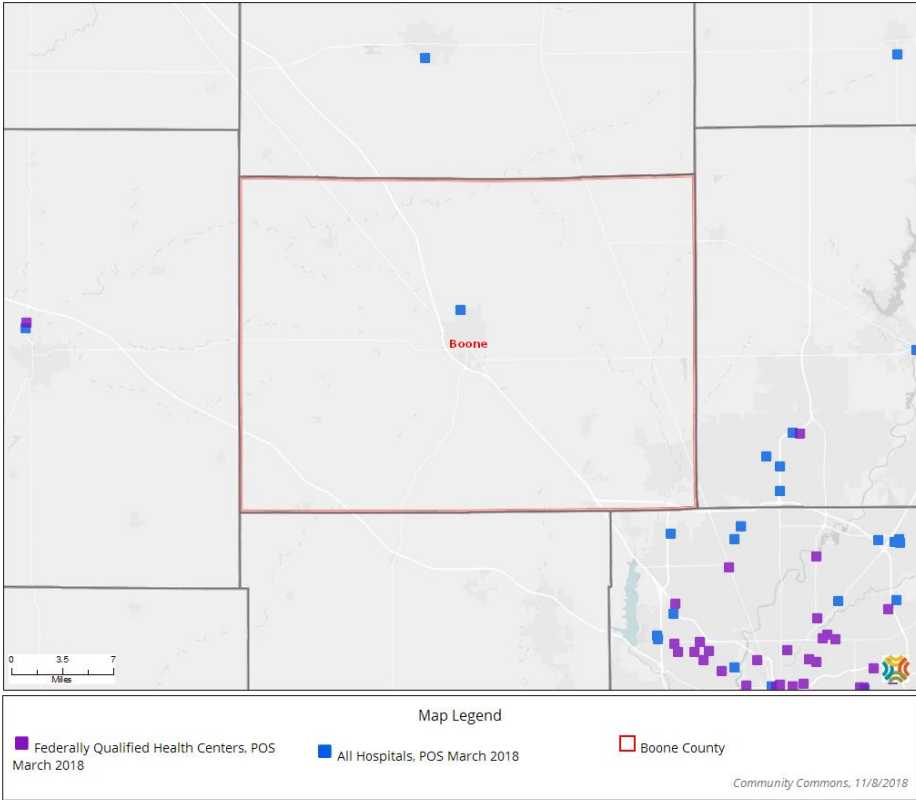 Boone
0 3.5 7
Miles
Map Legend
Federally Qualified Health Centers, POS
March 2018
All Hospitals, POS March 2018
Boone County
Community Commons, 11/8/2018